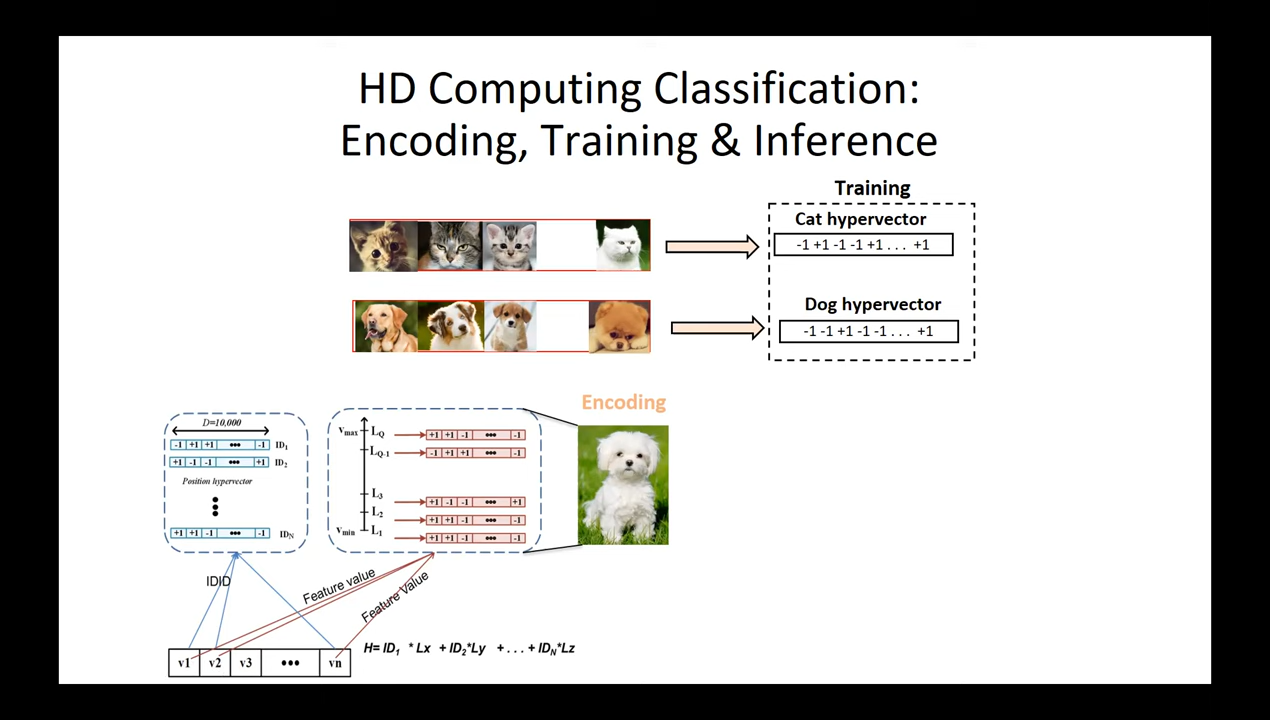 HD Computing Classification:
Encoding, Training & Inference
Training
Cat hypervector
-1 +1 -1 -1 +1 . . . +1
Dog hypervector
-1 -1 +1 -1 -1 . . . +1
Encoding
D=10,000
-1 +1 +1 ••• -1 ID1
+1 -1 -1 ••• +1 ID2
Position hypervector
+1 +1 -1 ••• -1 IDN
vmax LQ +1 +1 -1 ••• -1
LQ-1 -1 +1 +1 ••• -1
L3 +1 -1 -1 ••• +1
L2 +1 +1 -1 ••• -1
vmin L1 +1 +1 -1 ••• -1
IDID
Feature value
Feature Value
H= ID1 * Lx + ID2*Ly + . . . + IDN*Lz
v1 v2 v3 ••• vn